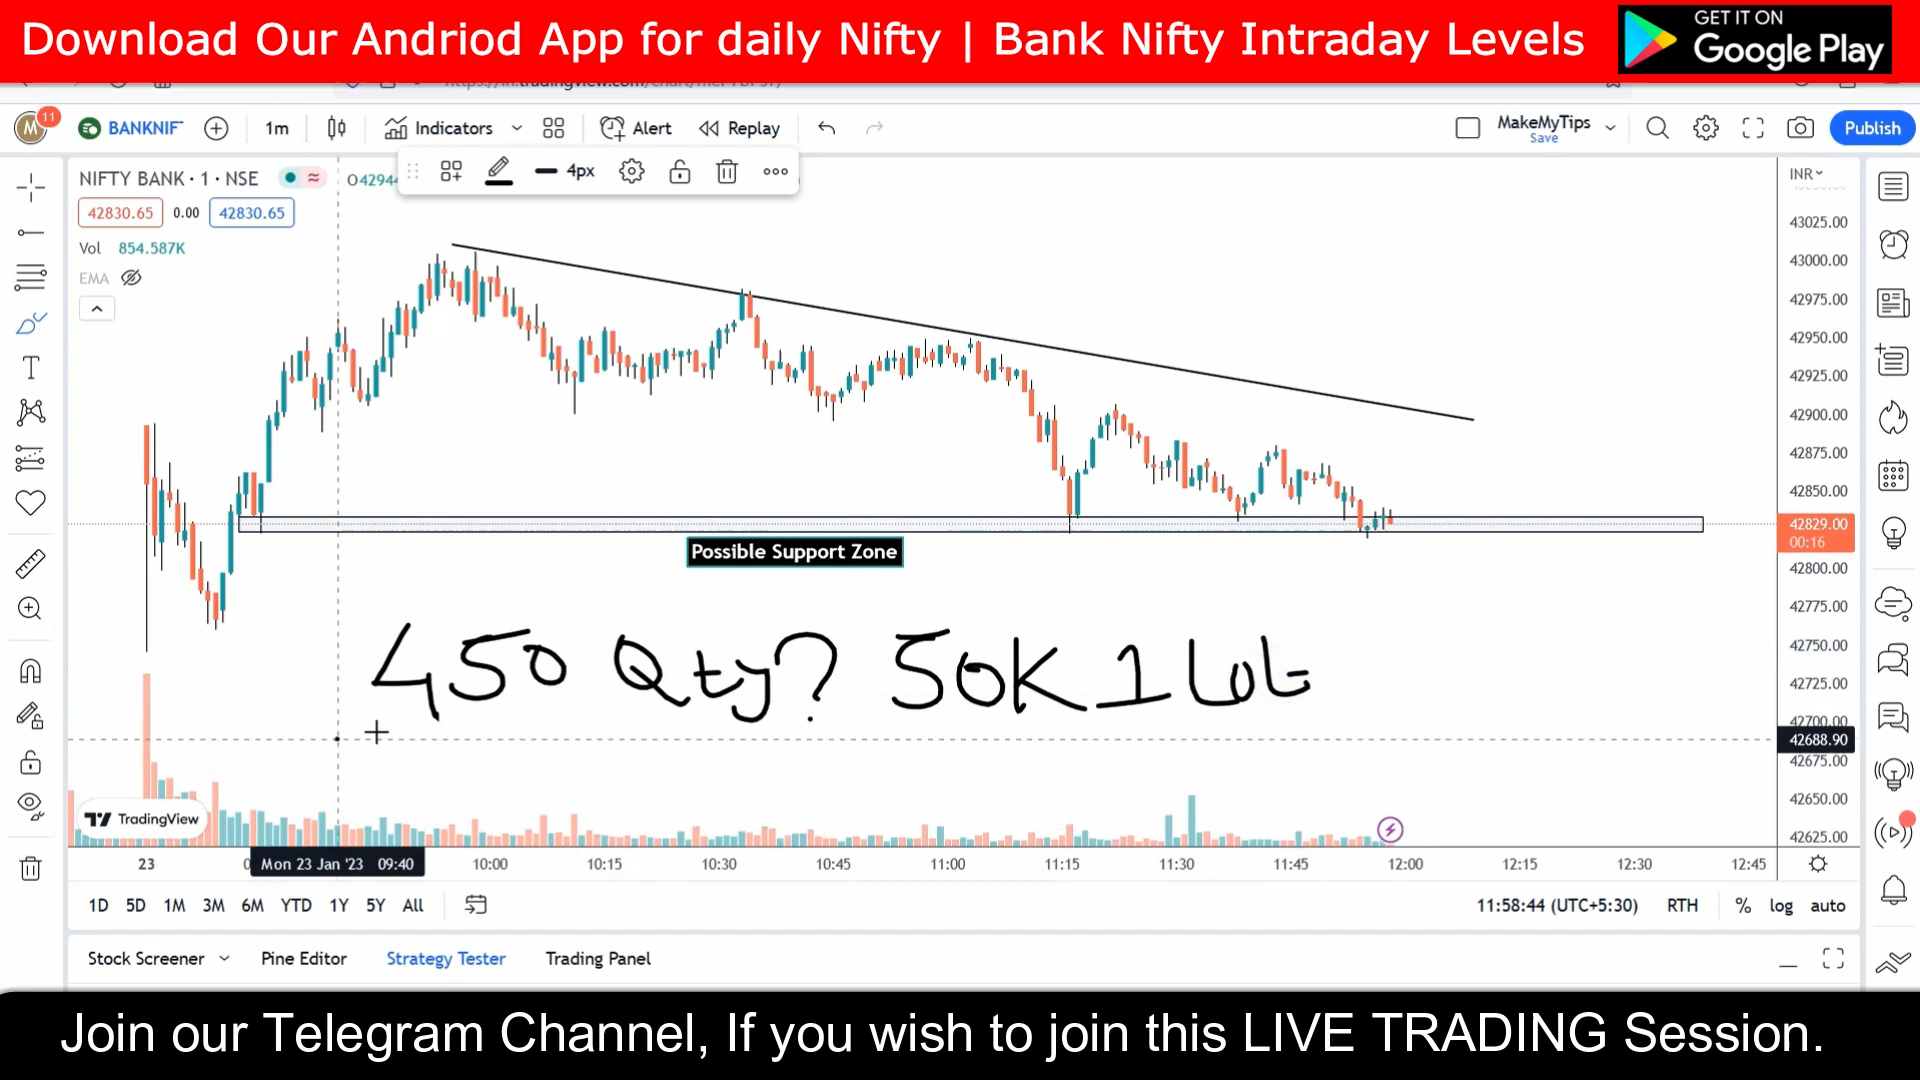 Download Our Andriod App for daily Nifty | Bank Nifty Intraday Levels
GET IT ON
Google Play
M 11 BANKNIF 1m Indicators Alert Replay MakeMyTips Save Publish
4px
NIFTY BANK · 1 · NSE O42944
INR
42830.65 0.00 42830.65
Vol 854.587K
EMA
43025.00
43000.00
42975.00
42950.00
42925.00
42900.00
42875.00
42850.00
42829.00
00:16
42800.00
42775.00
42750.00
42725.00
42700.00
42688.90
42675.00
42650.00
42625.00
Possible Support Zone
450 Qty? 50K 1 Lot
TradingView
23 Mon 23 Jan '23 09:40 10:00 10:15 10:30 10:45 11:00 11:15 11:30 11:45 12:00 12:15 12:30 12:45
1D 5D 1M 3M 6M YTD 1Y 5Y All 11:58:44 (UTC+5:30) RTH % log auto
Stock Screener Pine Editor Strategy Tester Trading Panel
Join our Telegram Channel, If you wish to join this LIVE TRADING Session.